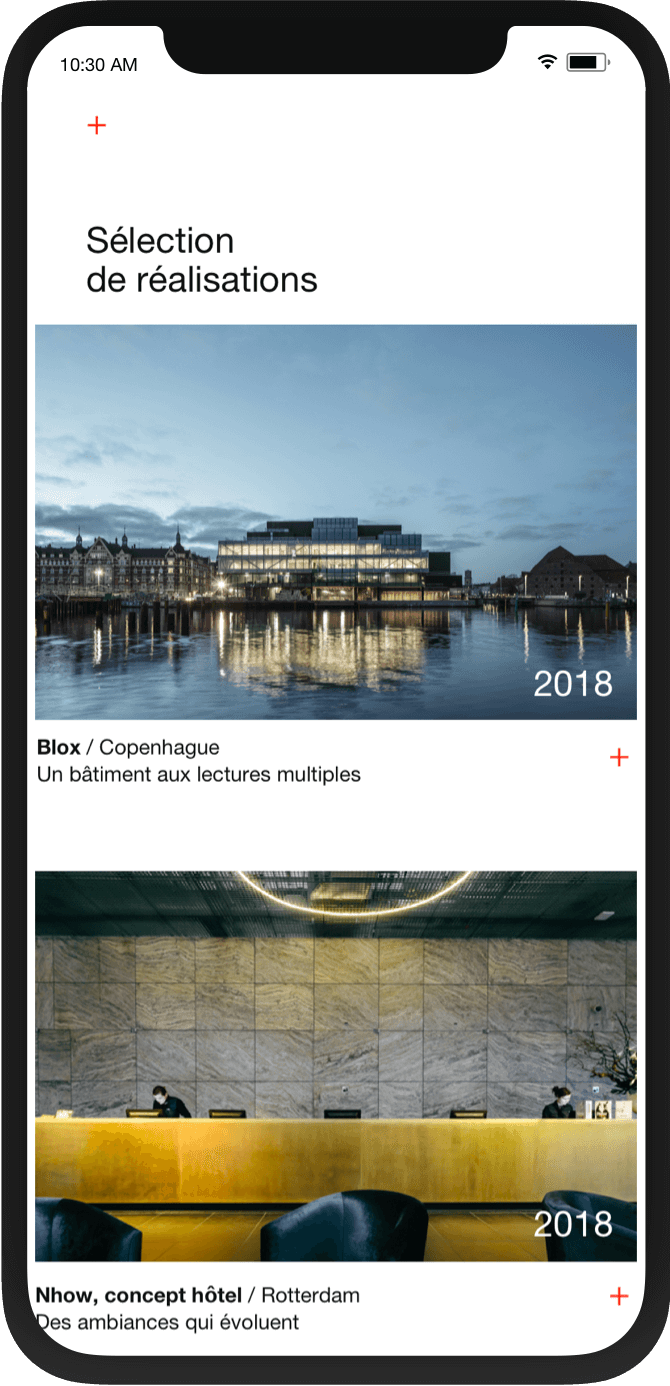 10:30 AM
Sélection
de réalisations
2018
Blox / Copenhague
Un bâtiment aux lectures multiples
2018
Nhow, concept hôtel / Rotterdam
Des ambiances qui évoluent